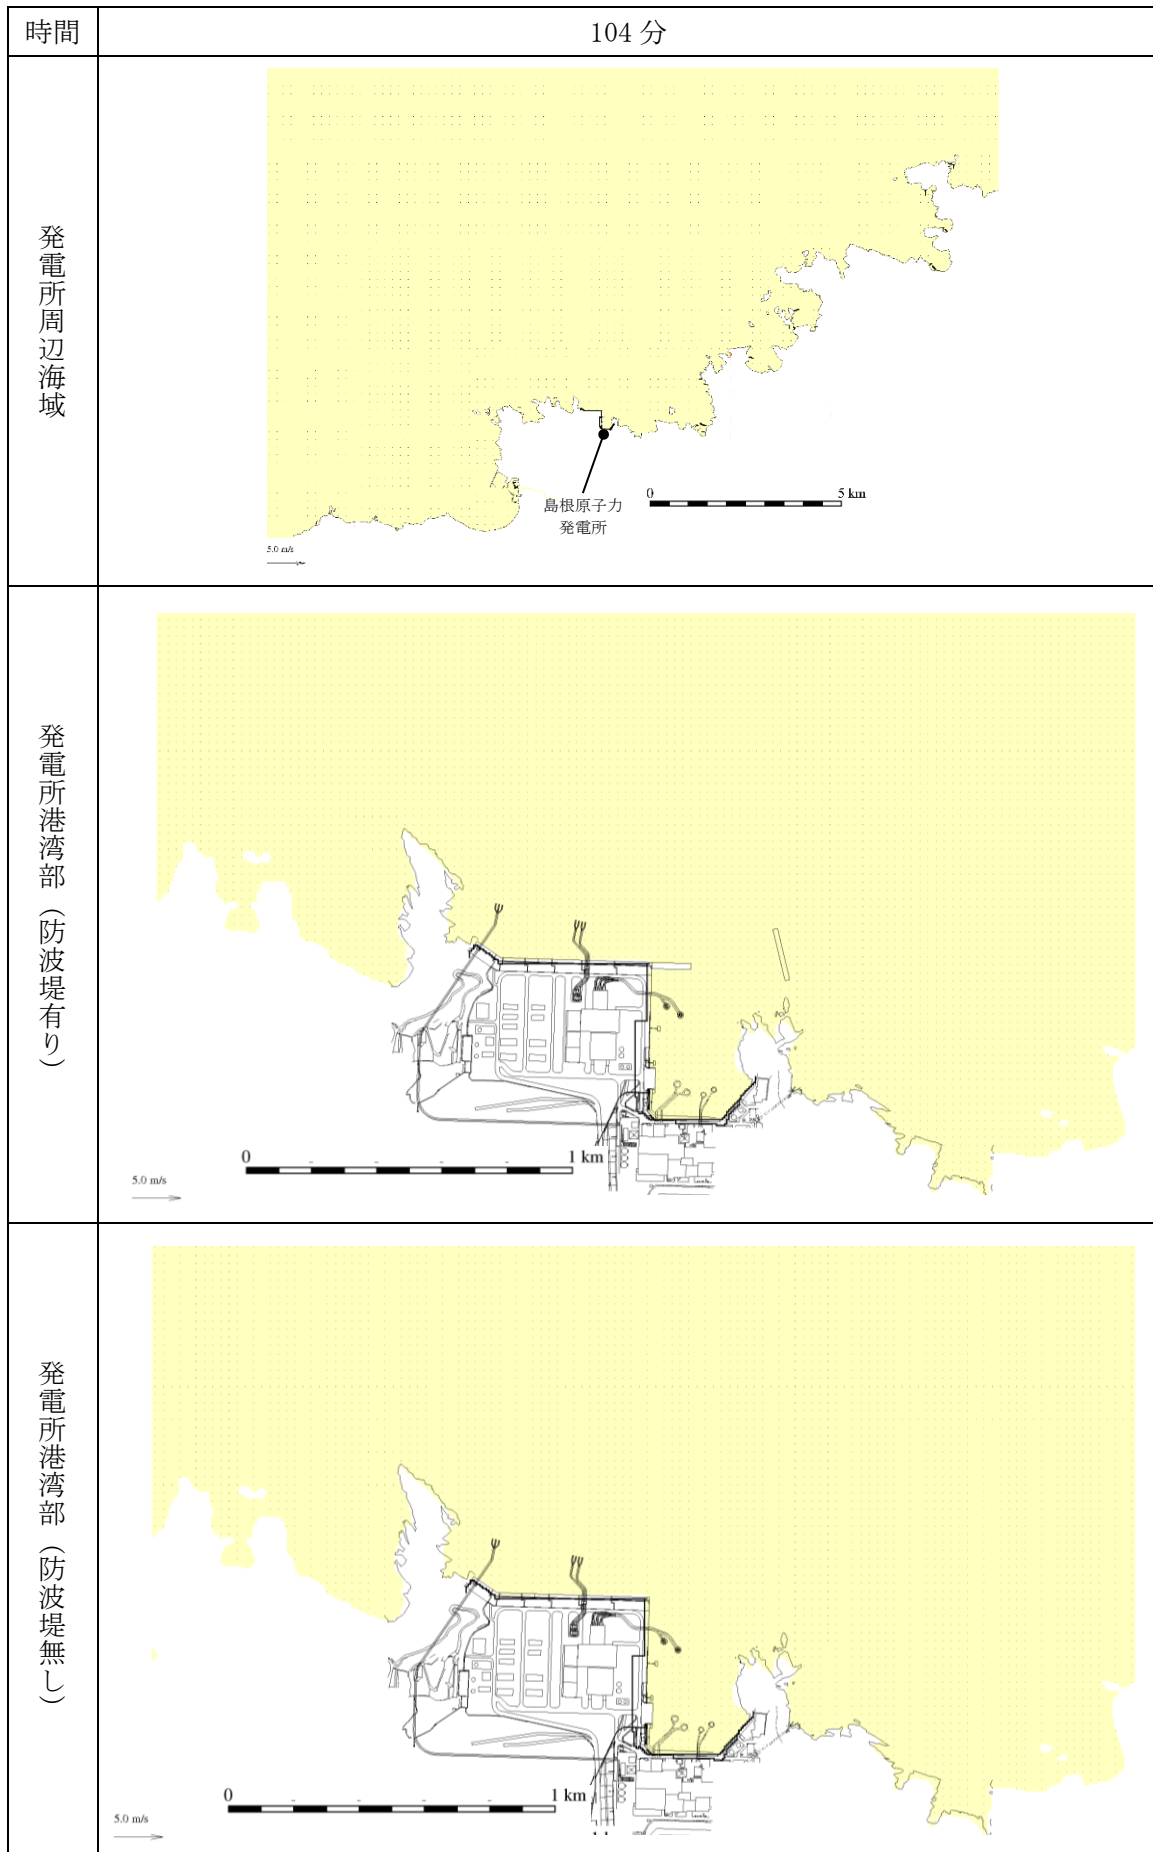 時間
104 分
発電所周辺海域
島根原子力
発電所
0
5 km
5.0 m/s
発電所港湾部（防波堤有り）
0
1 km
5.0 m/s
発電所港湾部（防波堤無し）
0
1 km
5.0 m/s